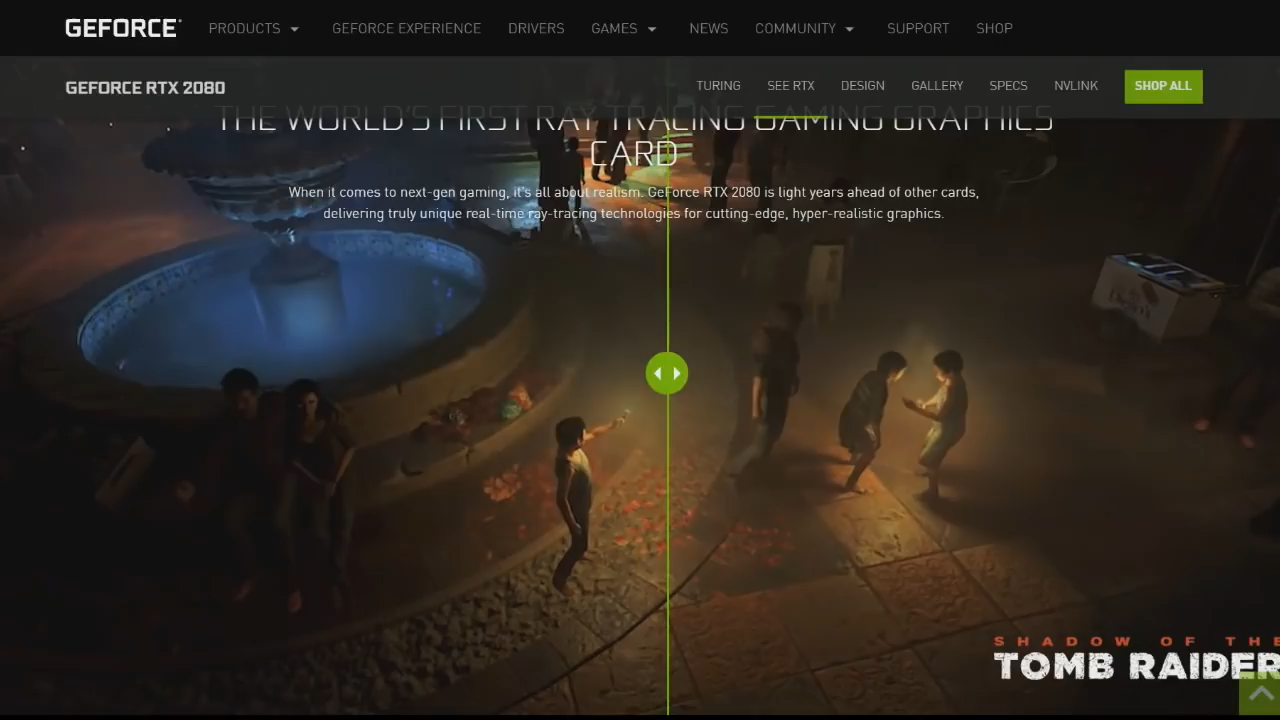 GEFORCE
PRODUCTS
GEFORCE EXPERIENCE
DRIVERS
GAMES
NEWS
COMMUNITY
SUPPORT
SHOP
GEFORCE RTX 2080
TURING
SEE RTX
DESIGN
GALLERY
SPECS
NVLINK
SHOP ALL
THE WORLD'S FIRST RAY TRACING GAMING GRAPHICS
CARD
When it comes to next-gen gaming, it's all about realism. GeForce RTX 2080 is light years ahead of other cards,
delivering truly unique real-time ray-tracing technologies for cutting-edge, hyper-realistic graphics.
SHADOW OF THE
TOMB RAIDER